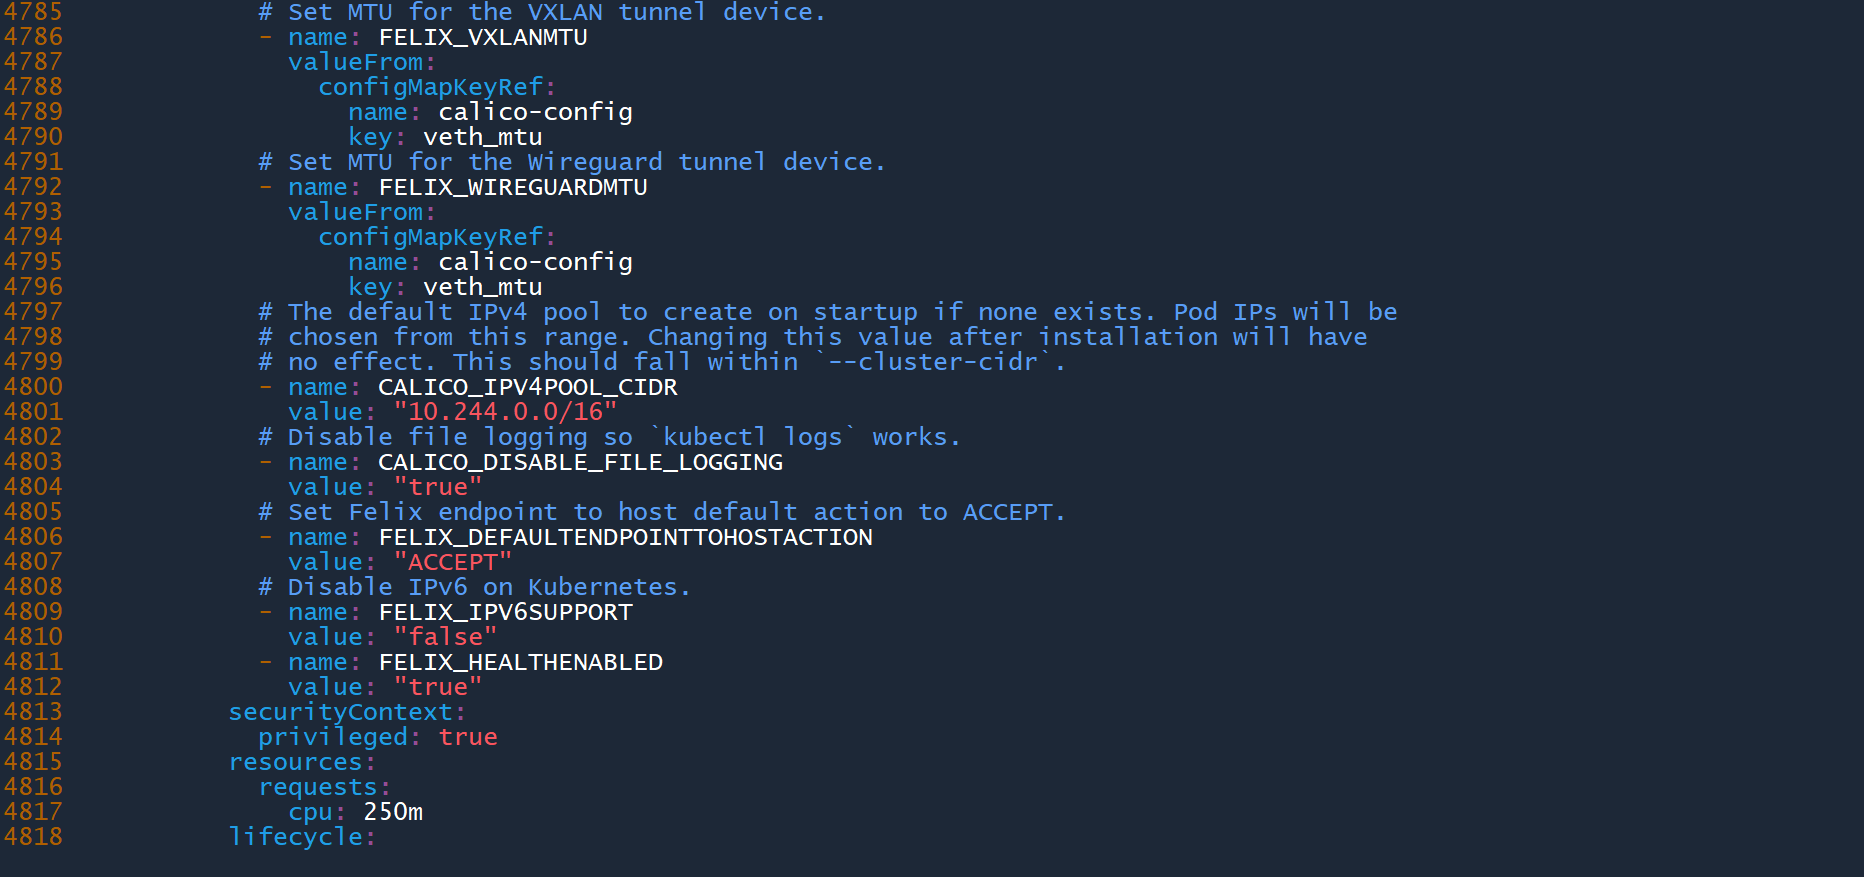 4785             # Set MTU for the VXLAN tunnel device.
4786             - name: FELIX_VXLANMTU
4787               valueFrom:
4788                 configMapKeyRef:
4789                   name: calico-config
4790                   key: veth_mtu
4791             # Set MTU for the Wireguard tunnel device.
4792             - name: FELIX_WIREGUARDMTU
4793               valueFrom:
4794                 configMapKeyRef:
4795                   name: calico-config
4796                   key: veth_mtu
4797             # The default IPv4 pool to create on startup if none exists. Pod IPs will be
4798             # chosen from this range. Changing this value after installation will have
4799             # no effect. This should fall within `--cluster-cidr`.
4800             - name: CALICO_IPV4POOL_CIDR
4801               value: "10.244.0.0/16"
4802             # Disable file logging so `kubectl logs` works.
4803             - name: CALICO_DISABLE_FILE_LOGGING
4804               value: "true"
4805             # Set Felix endpoint to host default action to ACCEPT.
4806             - name: FELIX_DEFAULTENDPOINTTOHOSTACTION
4807               value: "ACCEPT"
4808             # Disable IPv6 on Kubernetes.
4809             - name: FELIX_IPV6SUPPORT
4810               value: "false"
4811             - name: FELIX_HEALTHENABLED
4812               value: "true"
4813           securityContext:
4814             privileged: true
4815           resources:
4816             requests:
4817               cpu: 250m
4818           lifecycle: